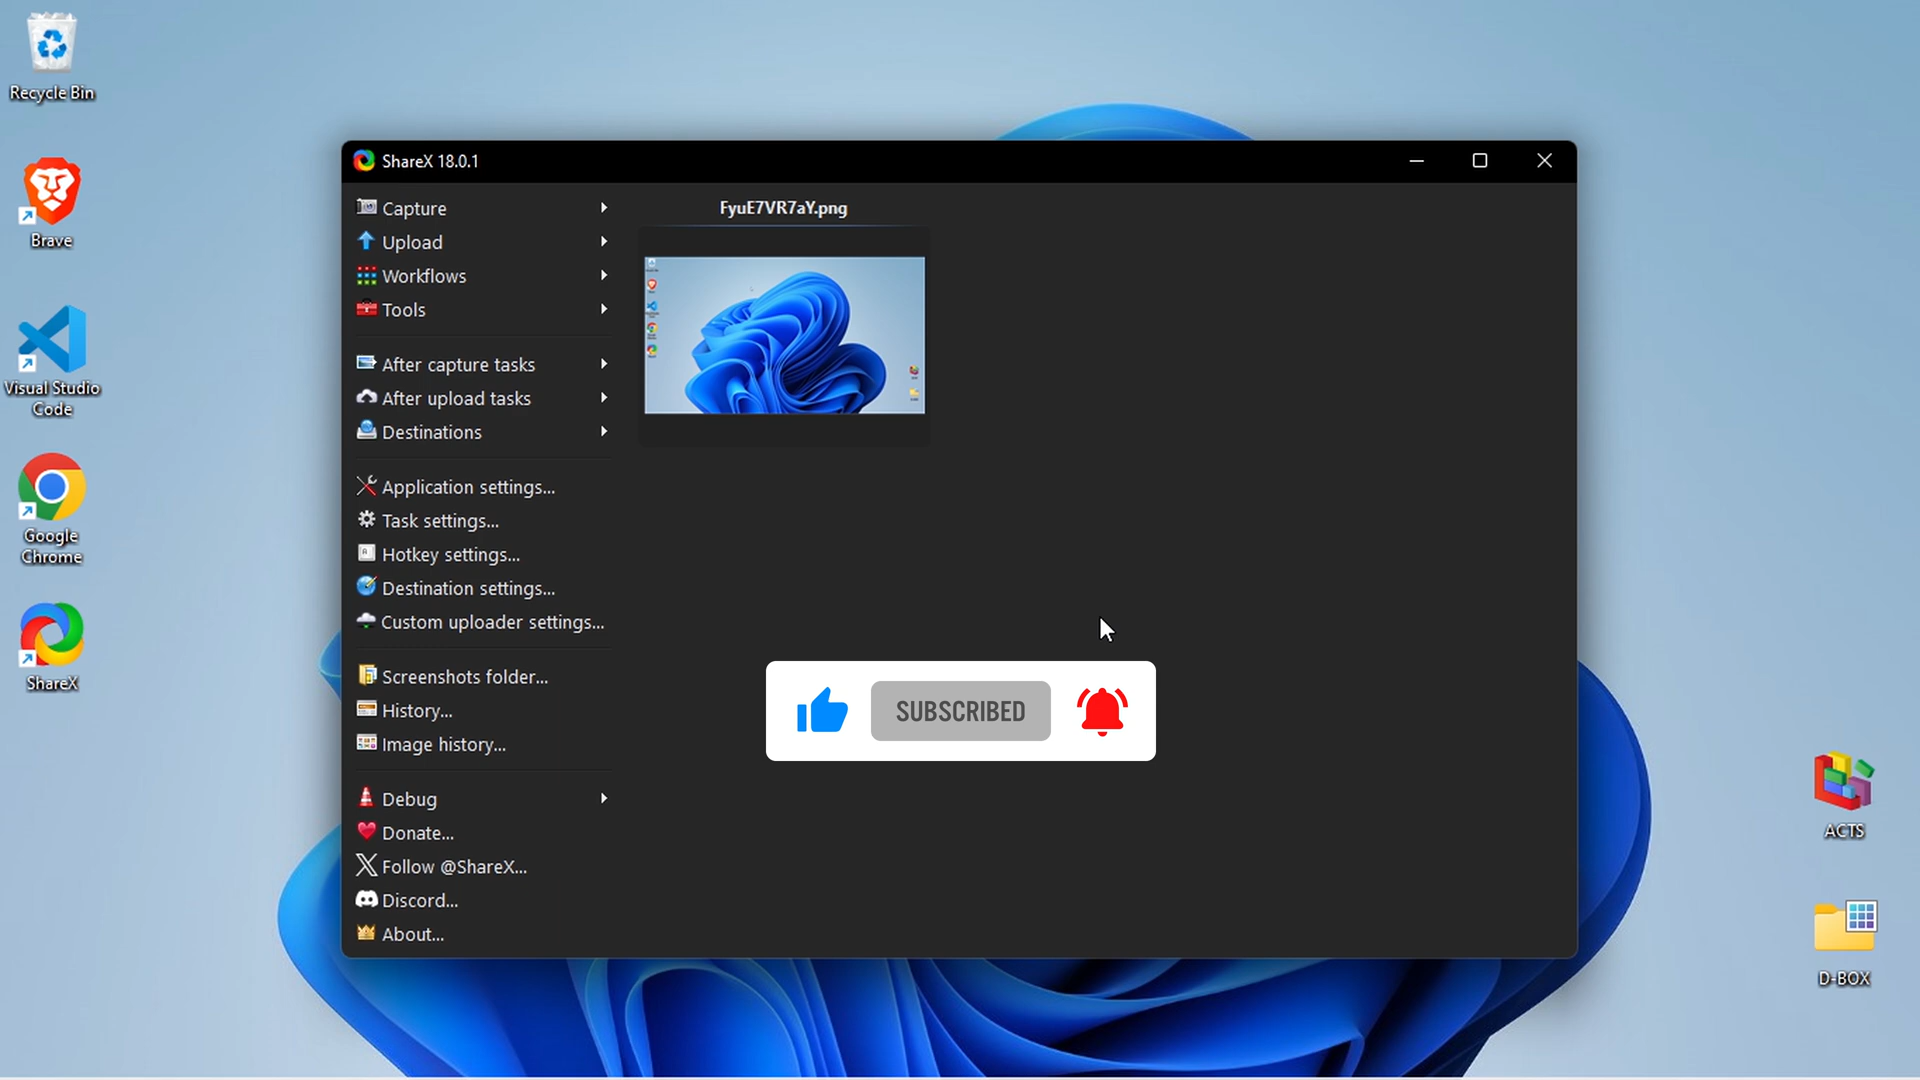 Recycle Bin
Brave
Visual Studio
Code
Google
Chrome
ShareX
ShareX 18.0.1
Capture
Upload
Workflows
Tools
After capture tasks
After upload tasks
Destinations
Application settings...
Task settings...
Hotkey settings...
Destination settings...
Custom uploader settings...
Screenshots folder...
History...
Image history...
Debug
Donate...
Follow @ShareX...
Discord...
About...
FyuE7VR7aY.png
SUBSCRIBED
ACTS
D-BOX